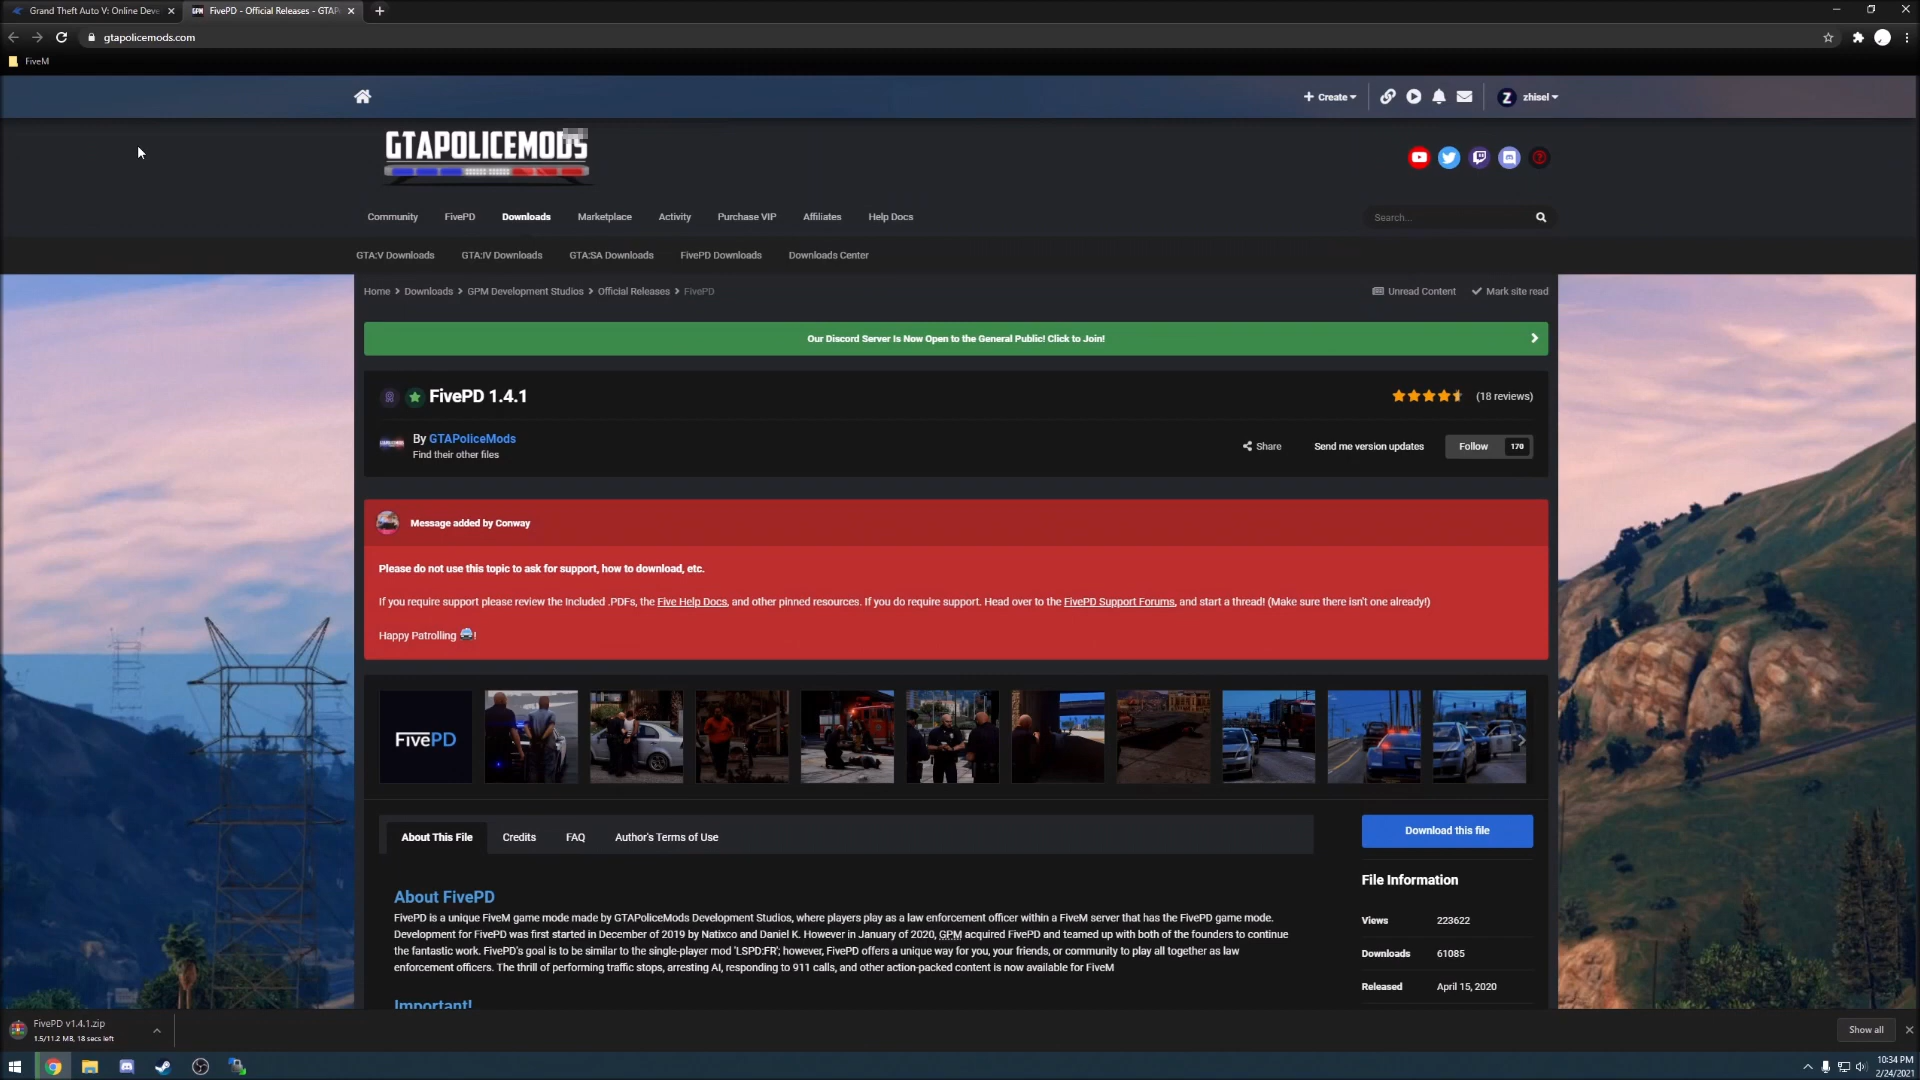 Grand Theft Auto V: Online Deve
FivePD - Official Releases - GTAP
gtapolicemods.com
FiveM
+ Create
Z
zhisel
GTAPOLICEMODS
Community
FivePD
Downloads
Marketplace
Activity
Purchase VIP
Affiliates
Help Docs
Search...
GTA:V Downloads
GTA:IV Downloads
GTA:SA Downloads
FivePD Downloads
Downloads Center
Home > Downloads > GPM Development Studios > Official Releases > FivePD
Unread Content
Mark site read
Our Discord Server Is Now Open to the General Public! Click to Join!
FivePD 1.4.1
(18 reviews)
By GTAPoliceMods
Find their other files
Share
Send me version updates
Follow
170
Message added by Conway
Please do not use this topic to ask for support, how to download, etc.
If you require support please review the Included .PDFs, the Five Help Docs, and other pinned resources. If you do require support. Head over to the FivePD Support Forums, and start a thread! (Make sure there isn't one already!)
Happy Patrolling 🚔!
FivePD
About This File
Credits
FAQ
Author's Terms of Use
Download this file
About FivePD
FivePD is a unique FiveM game mode made by GTAPoliceMods Development Studios, where players play as a law enforcement officer within a FiveM server that has the FivePD game mode.
Development for FivePD was first started in December of 2019 by Natixco and Daniel K. However in January of 2020, GPM acquired FivePD and teamed up with both of the founders to continue
the fantastic work. FivePD's goal is to be similar to the single-player mod 'LSPD:FR'; however, FivePD offers a unique way for you, your friends, or community to play all together as law
enforcement officers. The thrill of performing traffic stops, arresting AI, responding to 911 calls, and other action-packed content is now available for FiveM
Important!
File Information
Views 223622
Downloads 61085
Released April 15, 2020
FivePD v1.4.1.zip
1.5/11.2 MB, 18 secs left
Show all
10:34 PM
2/24/2021